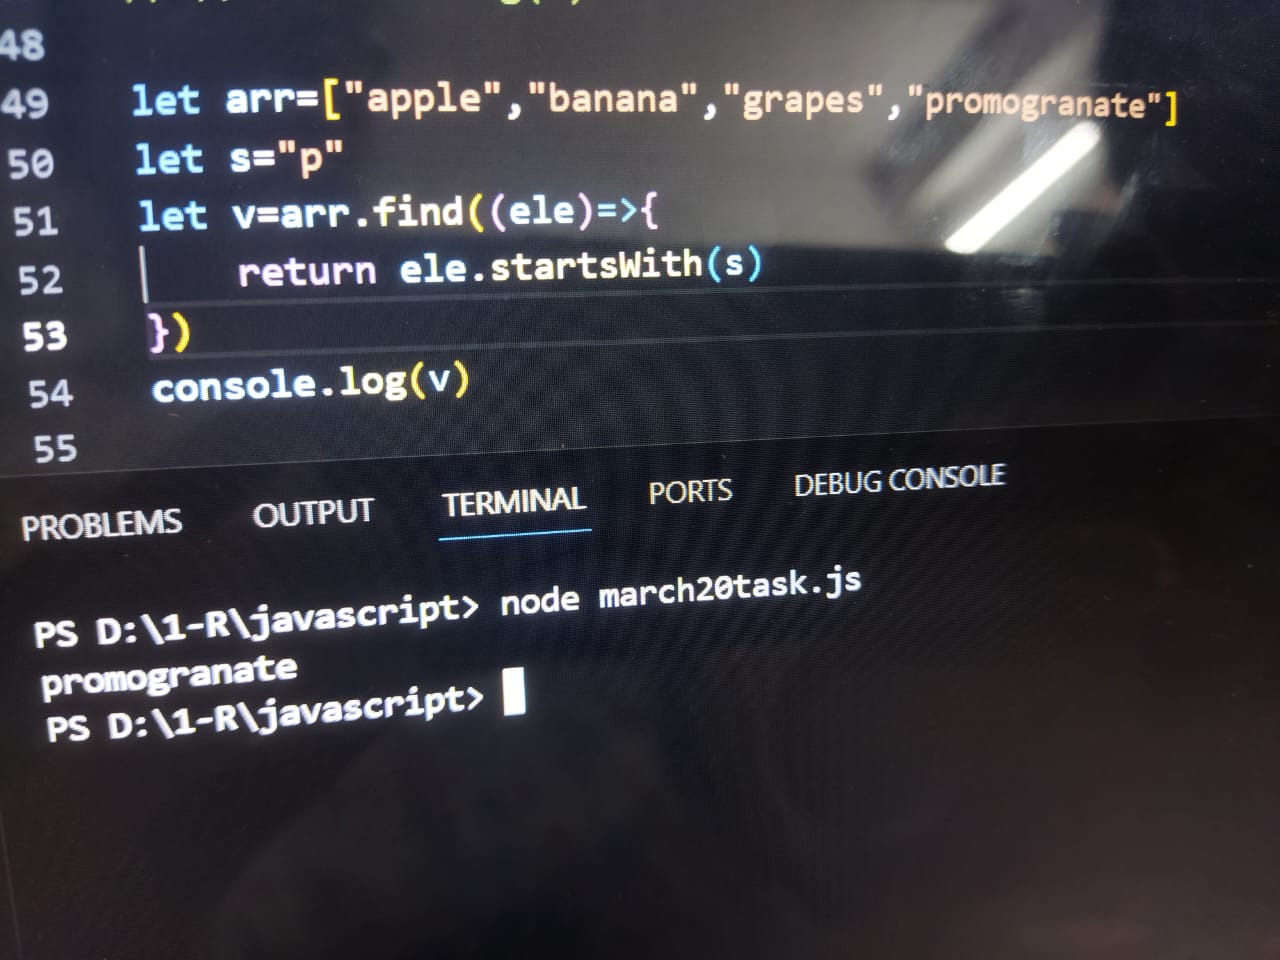 48
49 let arr=["apple","banana","grapes","promogranate"]
50 let s="p"
51 let v=arr.find((ele)=>{
52 return ele.startsWith(s)
53 })
54 console.log(v)
55
PROBLEMS OUTPUT TERMINAL PORTS DEBUG CONSOLE
PS D:\1-R\javascript> node march20task.js
promogranate
PS D:\1-R\javascript>